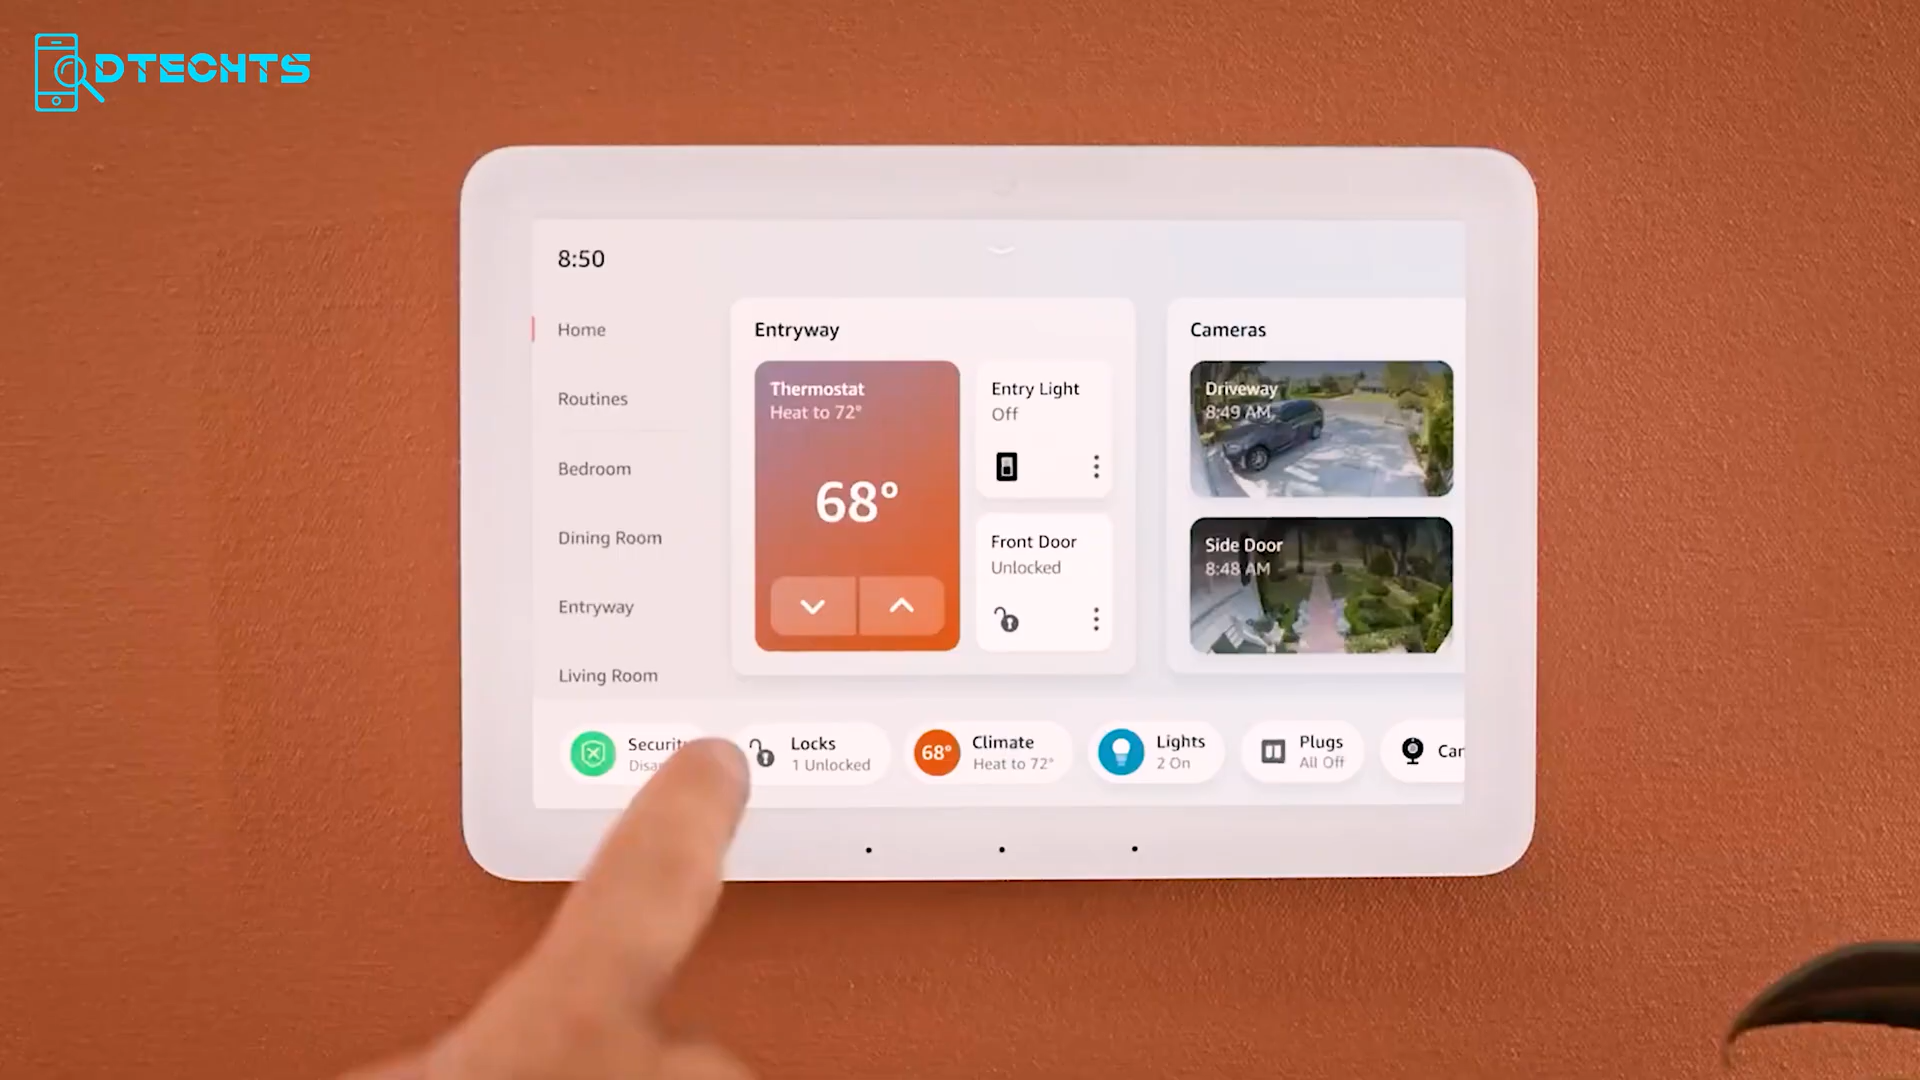 DTECHTS
8:50
Home
Routines
Bedroom
Dining Room
Entryway
Living Room
Entryway
Thermostat
Heat to 72°
68°
Entry Light
Off
Front Door
Unlocked
Cameras
Driveway
8:49 AM
Side Door
8:48 AM
Locks
1 Unlocked
68°
Climate
Heat to 72°
Lights
2 On
Plugs
All Off